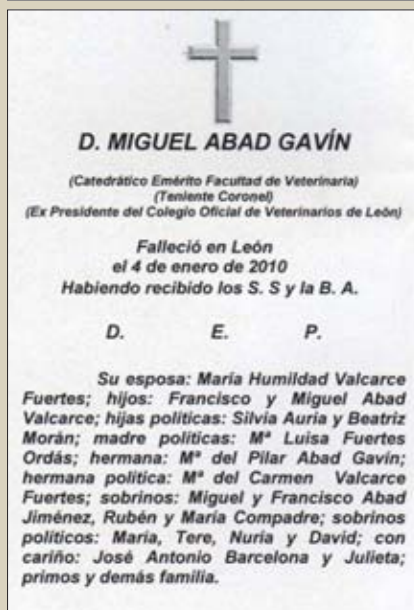 D. MIGUEL ABAD GAVÍN
(Catedrático Emérito Facultad de Veterinaria)
(Teniente Coronel)
(Ex Presidente del Colegio Oficial de Veterinarios de León)
Falleció en León
el 4 de enero de 2010
Habiendo recibido los S. S y la B. A.
D. E. P.
Su esposa: María Humildad Valcarce
Fuertes; hijos: Francisco y Miguel Abad
Valcarce; hijas políticas: Silvia Auria y Beatriz
Morán; madre políticas: Mª Luisa Fuertes
Ordás; hermana: Mª del Pilar Abad Gavín;
hermana política: Mª del Carmen Valcarce
Fuertes; sobrinos: Miguel y Francisco Abad
Jiménez, Rubén y María Compadre; sobrinos
políticos: María, Tere, Nuria y David; con
cariño: José Antonio Barcelona y Julieta;
primos y demás familia.